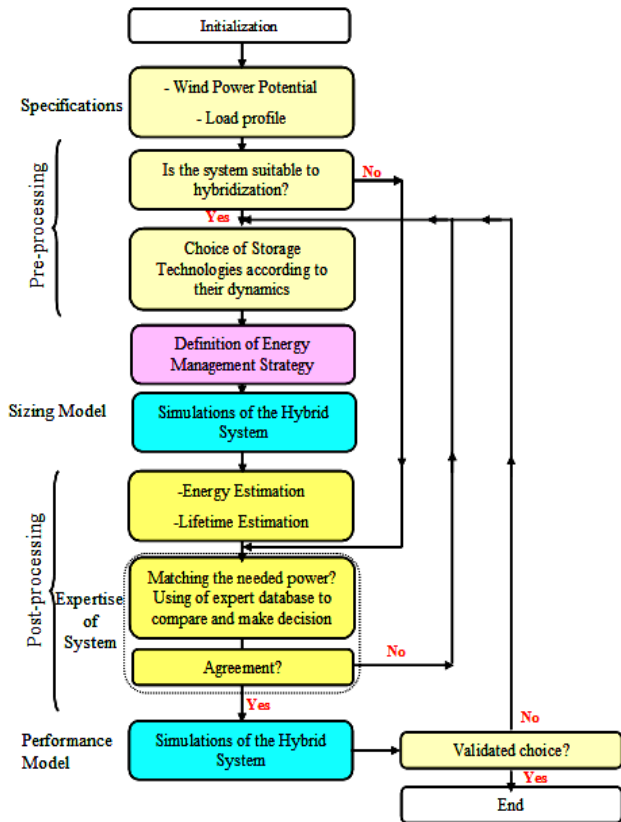 Initialization
Specifications
- Wind Power Potential
- Load profile
Pre-processing
Is the system suitable to
hybridization?
No
Yes
Choice of Storage
Technologies according to
their dynamics
Definition of Energy
Management Strategy
Sizing Model
Simulations of the Hybrid
System
Post-processing
-Energy Estimation
-Lifetime Estimation
Expertise
of
System
Matching the needed power?
Using of expert database to
compare and make decision
Agreement?
No
Yes
Performance
Model
Simulations of the Hybrid
System
No
Validated choice?
Yes
End